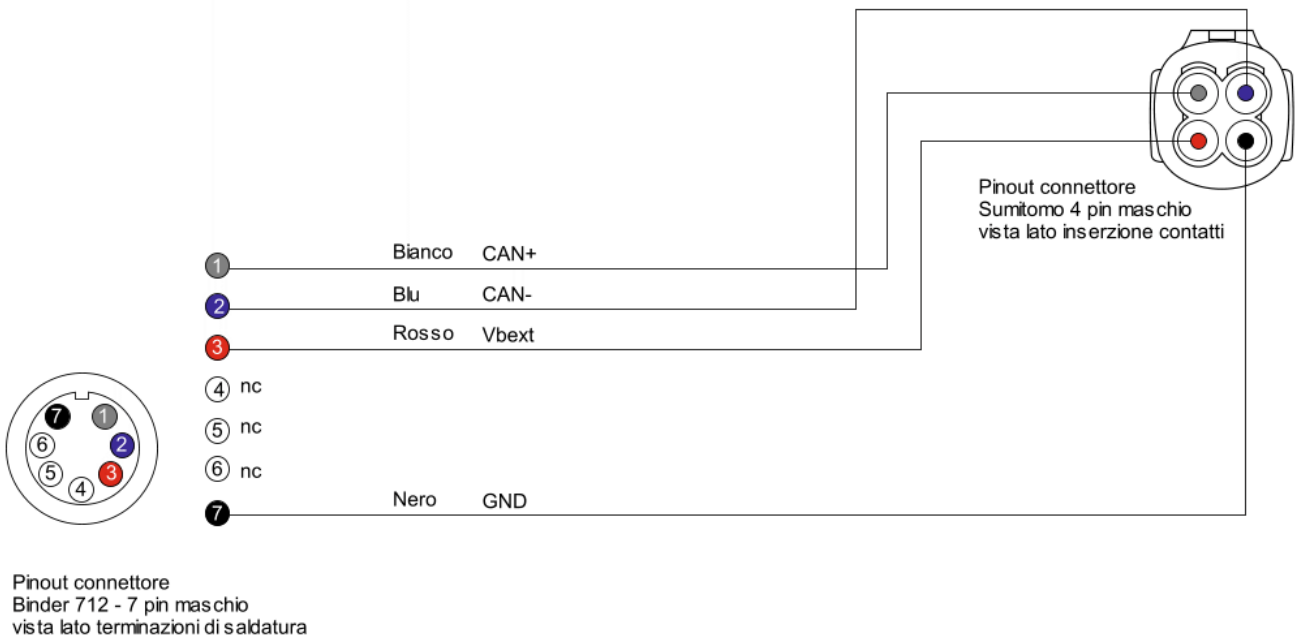 Pinout connettore
Sumitomo 4 pin maschio
vista lato inserzione contatti
1 Bianco CAN+
2 Blu CAN-
3 Rosso Vbext
4 nc
5 nc
6 nc
7 Nero GND
7 1
6 2
5 3
4
Pinout connettore
Binder 712 - 7 pin maschio
vista lato terminazioni di saldatura